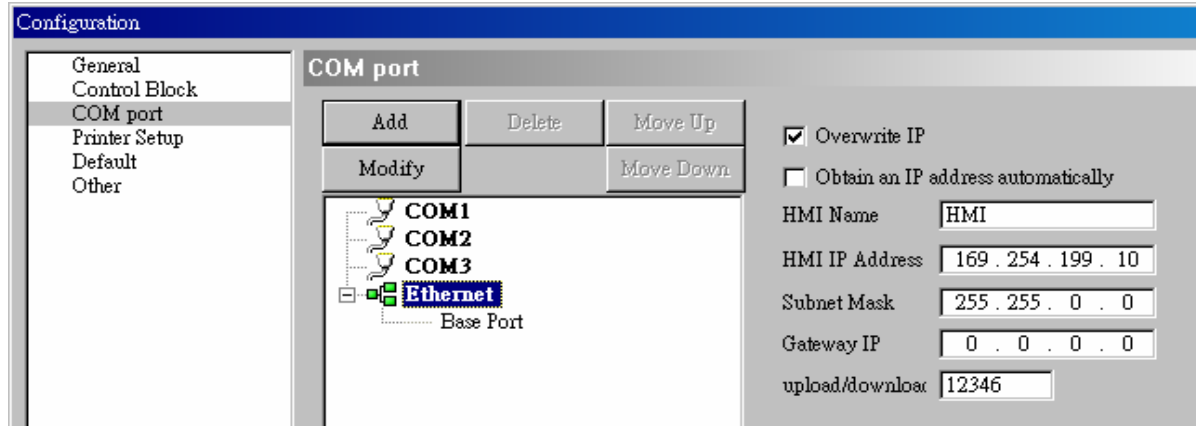 Configuration
General
Control Block
COM port
Printer Setup
Default
Other
COM port
Add
Delete
Move Up
Modify
Move Down
COM1
COM2
COM3
Ethernet
Base Port
Overwrite IP
Obtain an IP address automatically
HMI Name HMI
HMI IP Address 169 . 254 . 199 . 10
Subnet Mask 255 . 255 . 0 . 0
Gateway IP 0 . 0 . 0 . 0
upload/downloa 12346